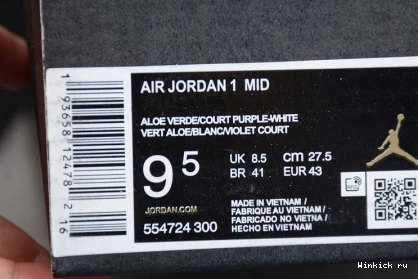 AIR JORDAN 1 MID
ALOE VERDE/COURT PURPLE-WHITE
VERT ALOE/BLANC/VIOLET COURT
9 5
UK 8.5 cm 27.5
BR 41 EUR 43
JORDAN.COM
554724 300
MADE IN VIETNAM /
FABRIQUE AU VIETNAM /
FABRICADO NO VIETNA /
HECHO EN VIETNAM
1 93658 12478 2 16
Winkick ru